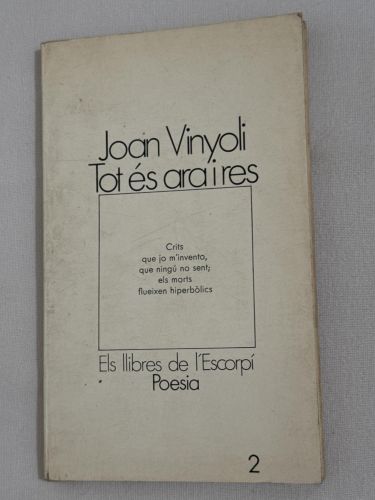 Joan Vinyoli
Tot és ara i res
Crits
que jo m'invento,
que ningú no sent;
els morts
flueixen hiperbòlics
Els llibres de l'Escorpí
Poesia
2